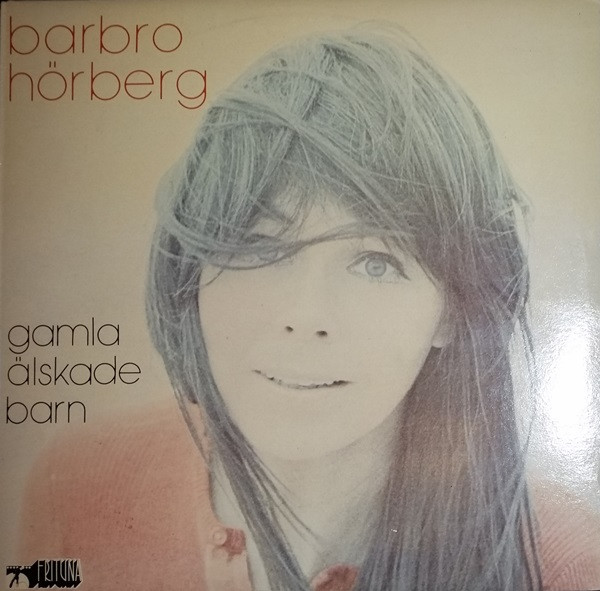 barbro
hörberg
gamla
älskade
barn
FRITUNA